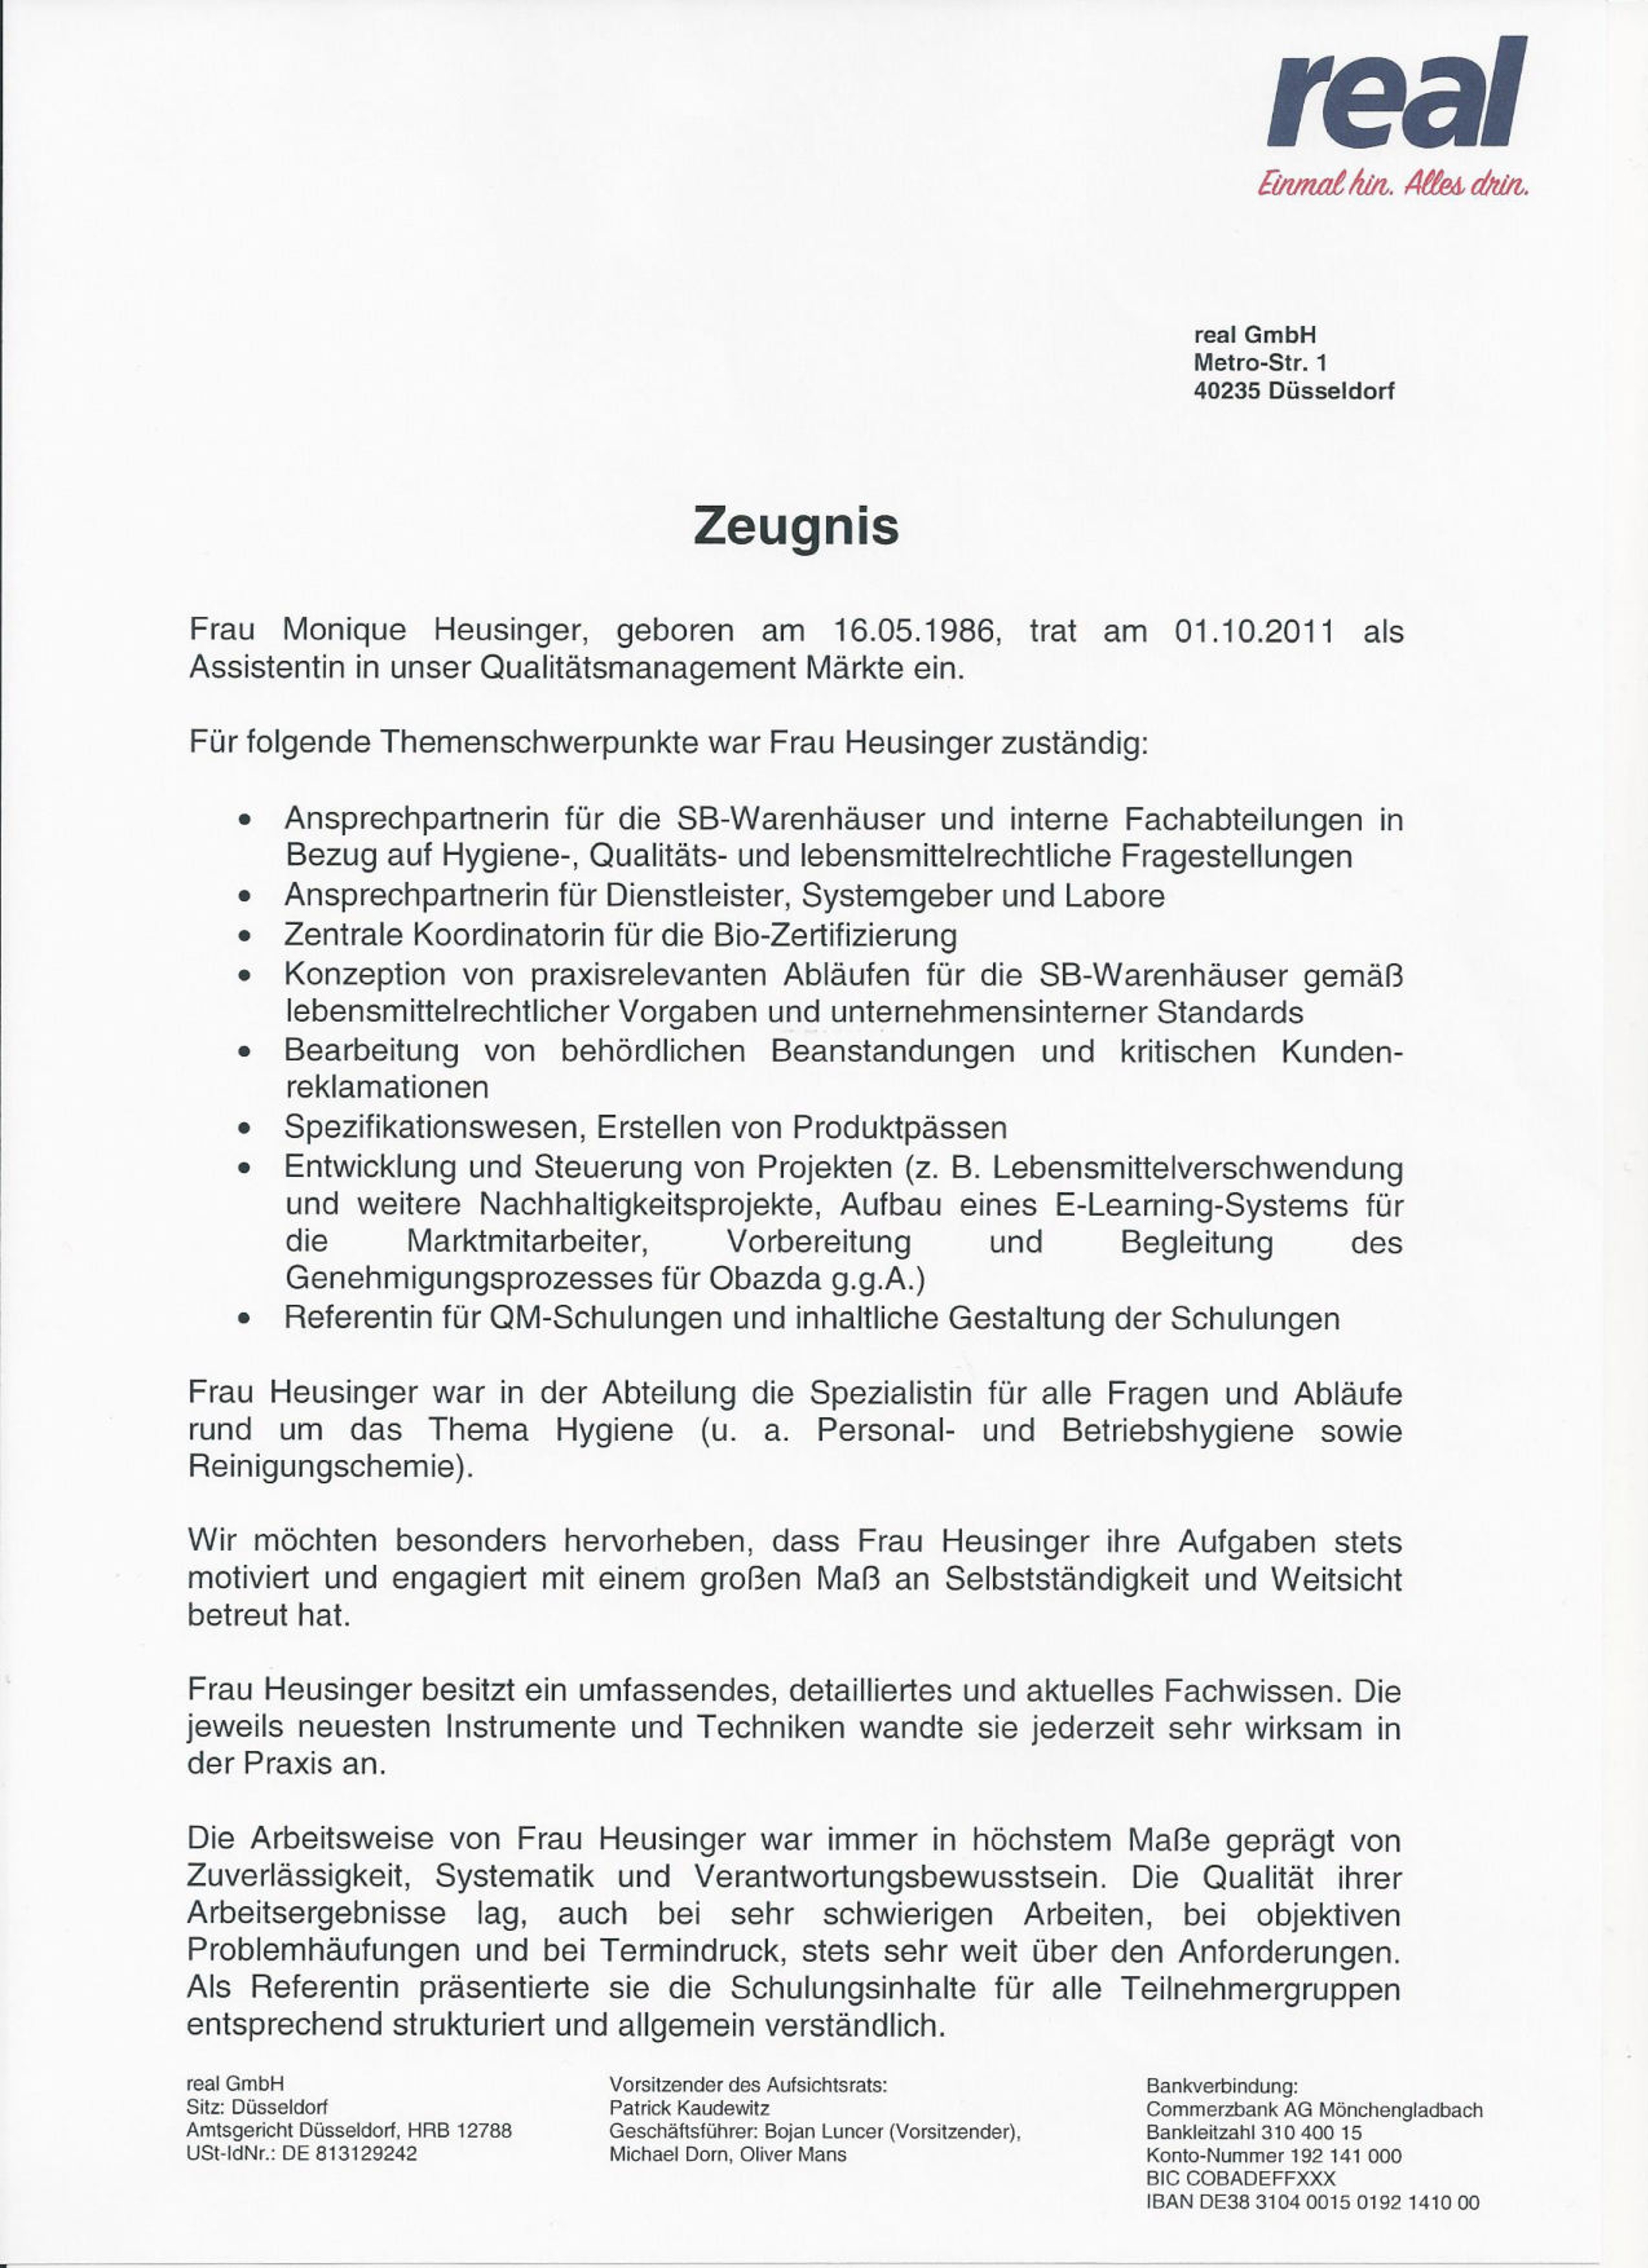 real
Einmal hin. Alles drin.
real GmbH
Metro-Str. 1
40235 Düsseldorf
Zeugnis
Frau Monique Heusinger, geboren am 16.05.1986, trat am 01.10.2011 als
Assistentin in unser Qualitätsmanagement Märkte ein.
Für folgende Themenschwerpunkte war Frau Heusinger zuständig:
• Ansprechpartnerin für die SB-Warenhäuser und interne Fachabteilungen in
Bezug auf Hygiene-, Qualitäts- und lebensmittelrechtliche Fragestellungen
• Ansprechpartnerin für Dienstleister, Systemgeber und Labore
• Zentrale Koordinatorin für die Bio-Zertifizierung
• Konzeption von praxisrelevanten Abläufen für die SB-Warenhäuser gemäß
lebensmittelrechtlicher Vorgaben und unternehmensinterner Standards
• Bearbeitung von behördlichen Beanstandungen und kritischen Kunden-
reklamationen
• Spezifikationswesen, Erstellen von Produktpässen
• Entwicklung und Steuerung von Projekten (z. B. Lebensmittelverschwendung
und weitere Nachhaltigkeitsprojekte, Aufbau eines E-Learning-Systems für
die Marktmitarbeiter, Vorbereitung und Begleitung des
Genehmigungsprozesses für Obazda g.g.A.)
• Referentin für QM-Schulungen und inhaltliche Gestaltung der Schulungen
Frau Heusinger war in der Abteilung die Spezialistin für alle Fragen und Abläufe
rund um das Thema Hygiene (u. a. Personal- und Betriebshygiene sowie
Reinigungschemie).
Wir möchten besonders hervorheben, dass Frau Heusinger ihre Aufgaben stets
motiviert und engagiert mit einem großen Maß an Selbstständigkeit und Weitsicht
betreut hat.
Frau Heusinger besitzt ein umfassendes, detailliertes und aktuelles Fachwissen. Die
jeweils neuesten Instrumente und Techniken wandte sie jederzeit sehr wirksam in
der Praxis an.
Die Arbeitsweise von Frau Heusinger war immer in höchstem Maße geprägt von
Zuverlässigkeit, Systematik und Verantwortungsbewusstsein. Die Qualität ihrer
Arbeitsergebnisse lag, auch bei sehr schwierigen Arbeiten, bei objektiven
Problemhäufungen und bei Termindruck, stets sehr weit über den Anforderungen.
Als Referentin präsentierte sie die Schulungsinhalte für alle Teilnehmergruppen
entsprechend strukturiert und allgemein verständlich.
real GmbH
Sitz: Düsseldorf
Amtsgericht Düsseldorf, HRB 12788
USt-IdNr.: DE 813129242
Vorsitzender des Aufsichtsrats:
Patrick Kaudewitz
Geschäftsführer: Bojan Luncer (Vorsitzender),
Michael Dorn, Oliver Mans
Bankverbindung:
Commerzbank AG Mönchengladbach
Bankleitzahl 310 400 15
Konto-Nummer 192 141 000
BIC COBADEFFXXX
IBAN DE38 3104 0015 0192 1410 00